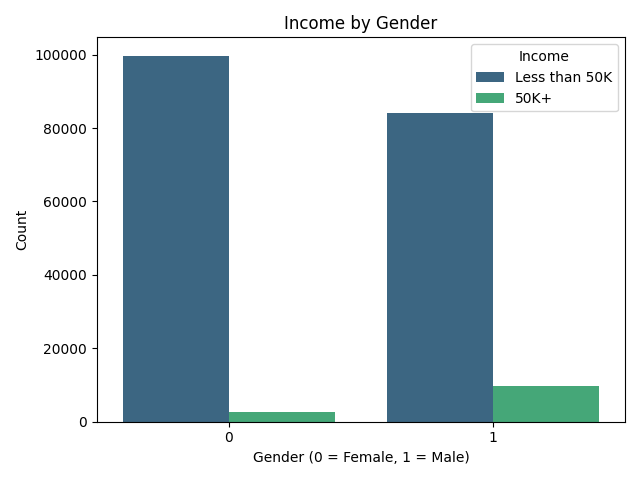 Income by Gender
Income
Less than 50K
50K+
100000
80000
60000
40000
20000
0
Count
0
1
Gender (0 = Female, 1 = Male)